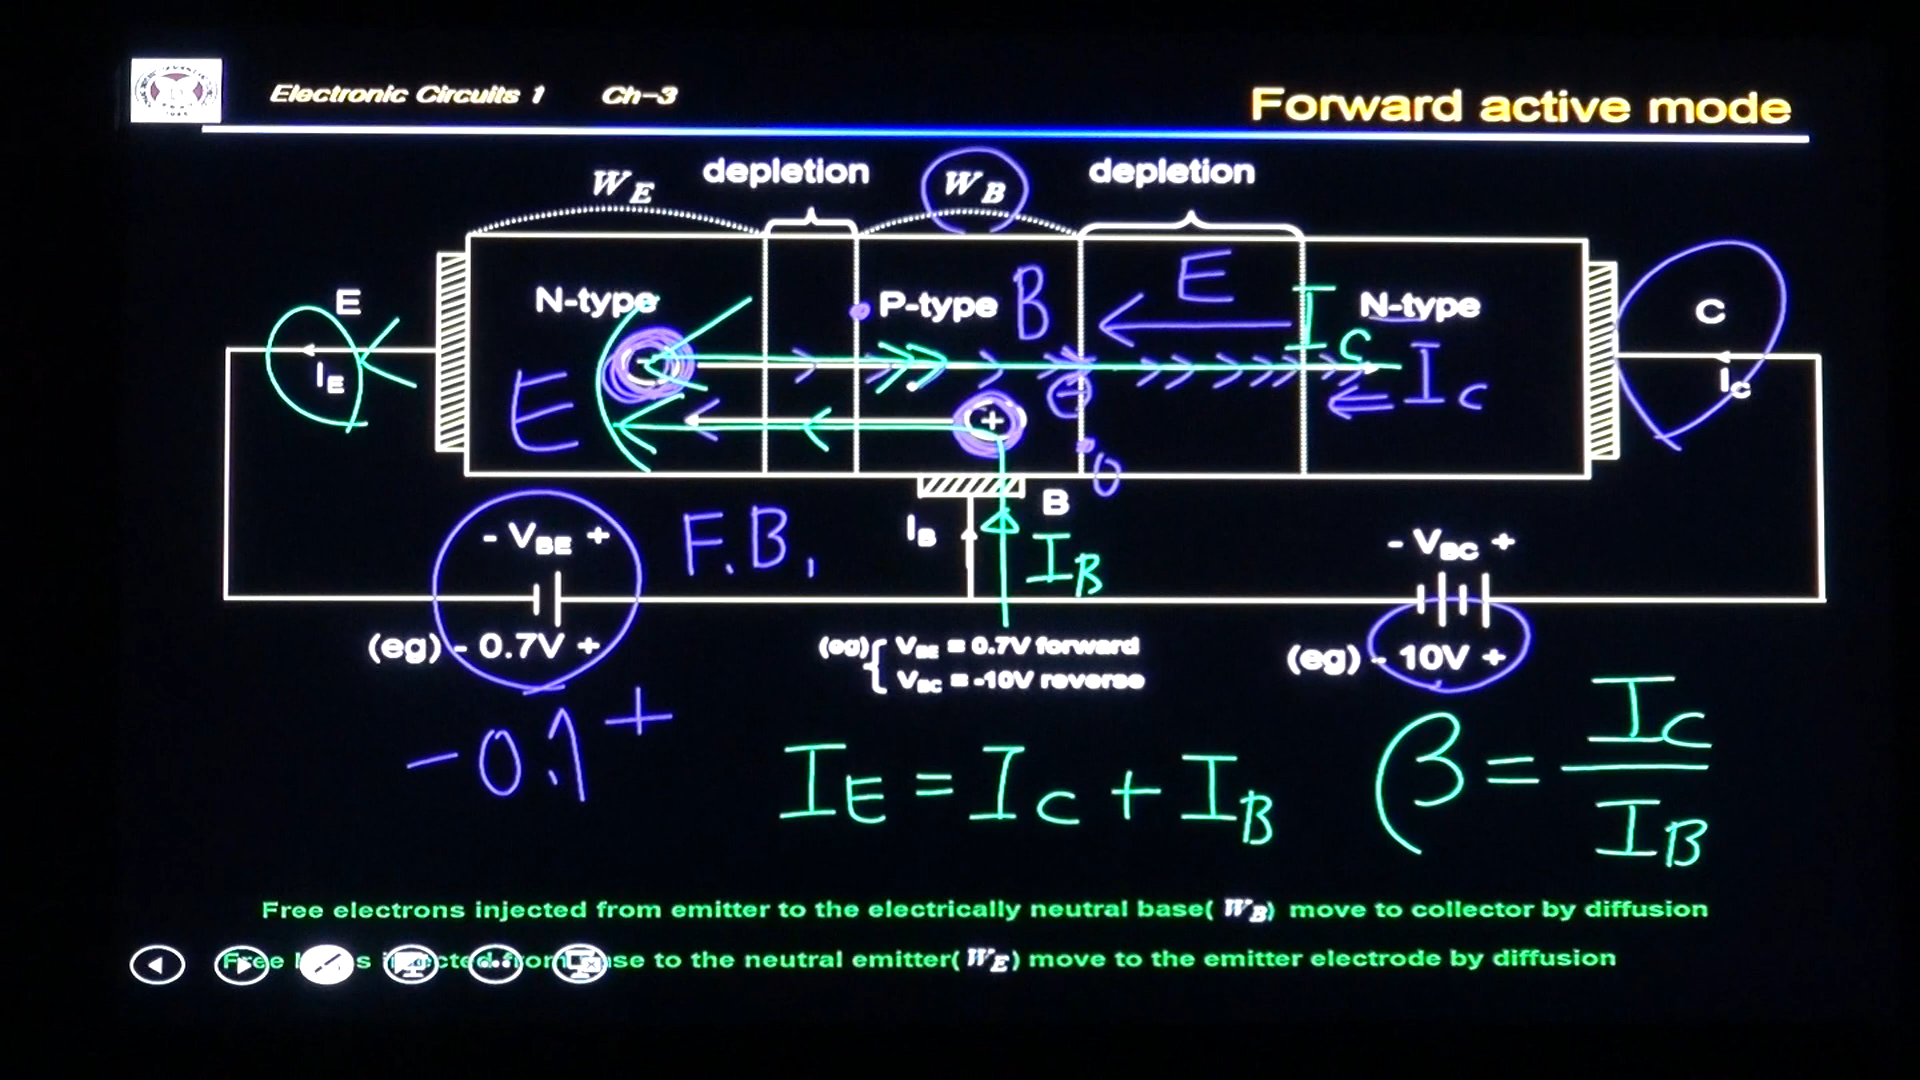 Electronic Circuits 1 Ch-3
Forward active mode
W_E depletion W_B depletion
E N-type P-type B E I_C N-type C
I_E E + I_C I_C
0
B
- V_BE + F.B. I_B I_B - V_BC +
(eg) - 0.7V + (eg) V_BE = 0.7V forward (eg) - 10V +
V_BC = -10V reverse
I_E = I_C + I_B β = I_C / I_B
Free electrons injected from emitter to the electrically neutral base( W_B) move to collector by diffusion
Free to the neutral emitter( W_E) move to the emitter electrode by diffusion